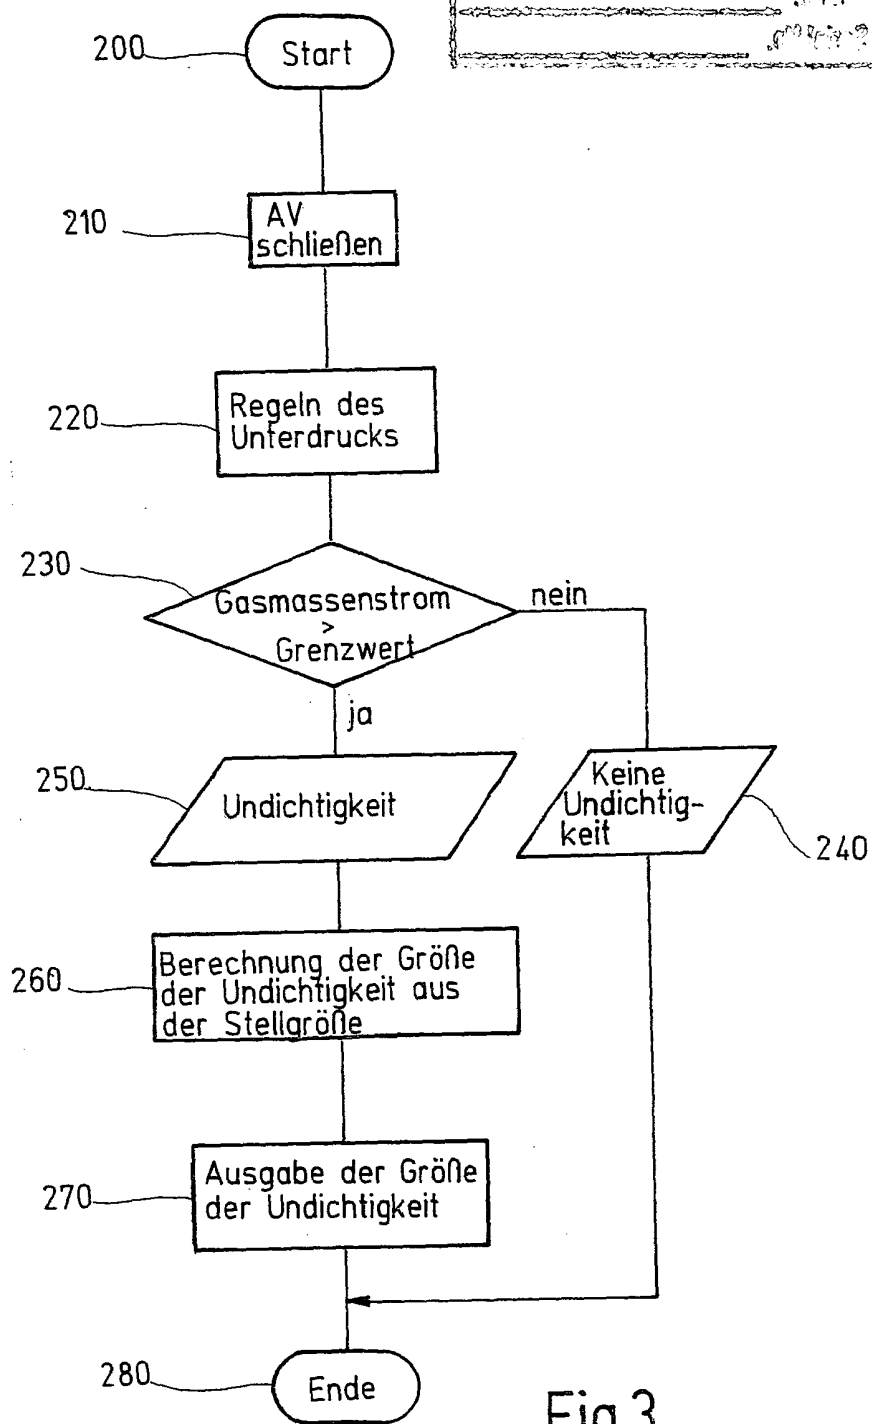 200
Start
210
AV
schließen
220
Regeln des
Unterdrucks
230
Gasmassenstrom
>
Grenzwert
nein
ja
250
Undichtigkeit
Keine
Undichtig-
keit
240
260
Berechnung der Größe
der Undichtigkeit aus
der Stellgröße
270
Ausgabe der Größe
der Undichtigkeit
280
Ende
Fig.3